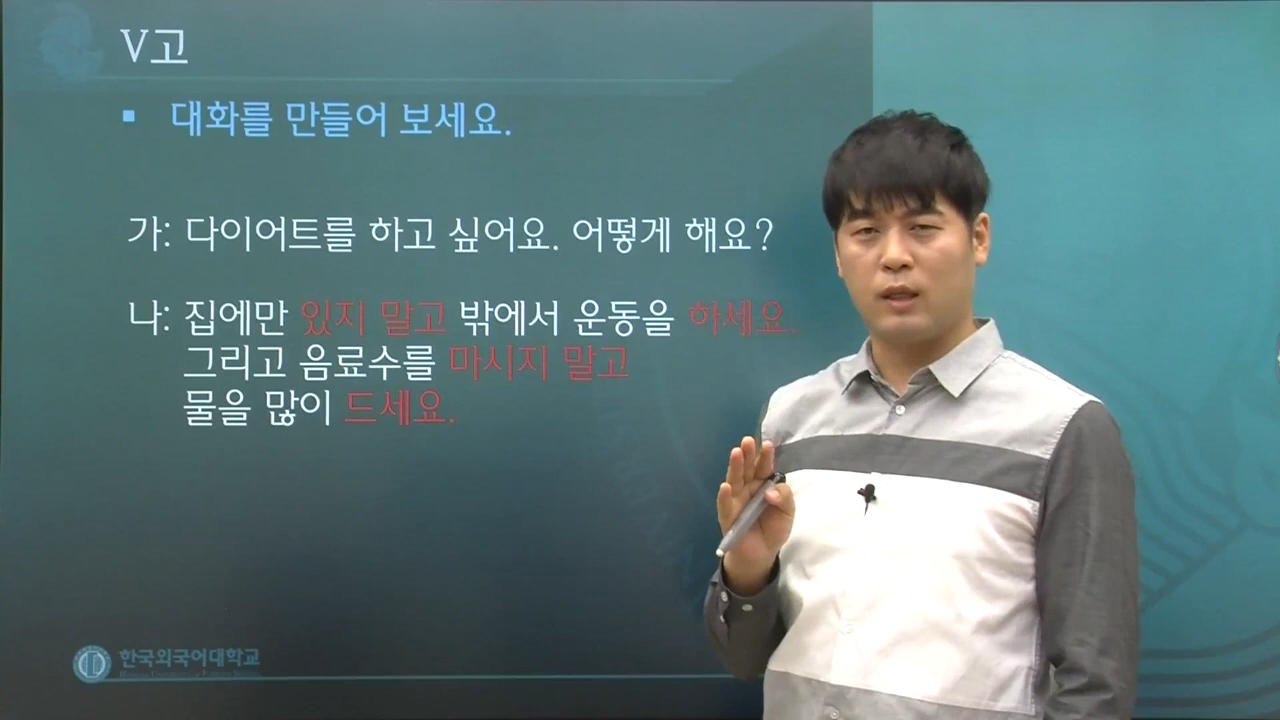 V고
대화를 만들어 보세요.
가: 다이어트를 하고 싶어요. 어떻게 해요?
나: 집에만 있지 말고 밖에서 운동을 하세요.
그리고 음료수를 마시지 말고
물을 많이 드세요.
한국외국어대학교